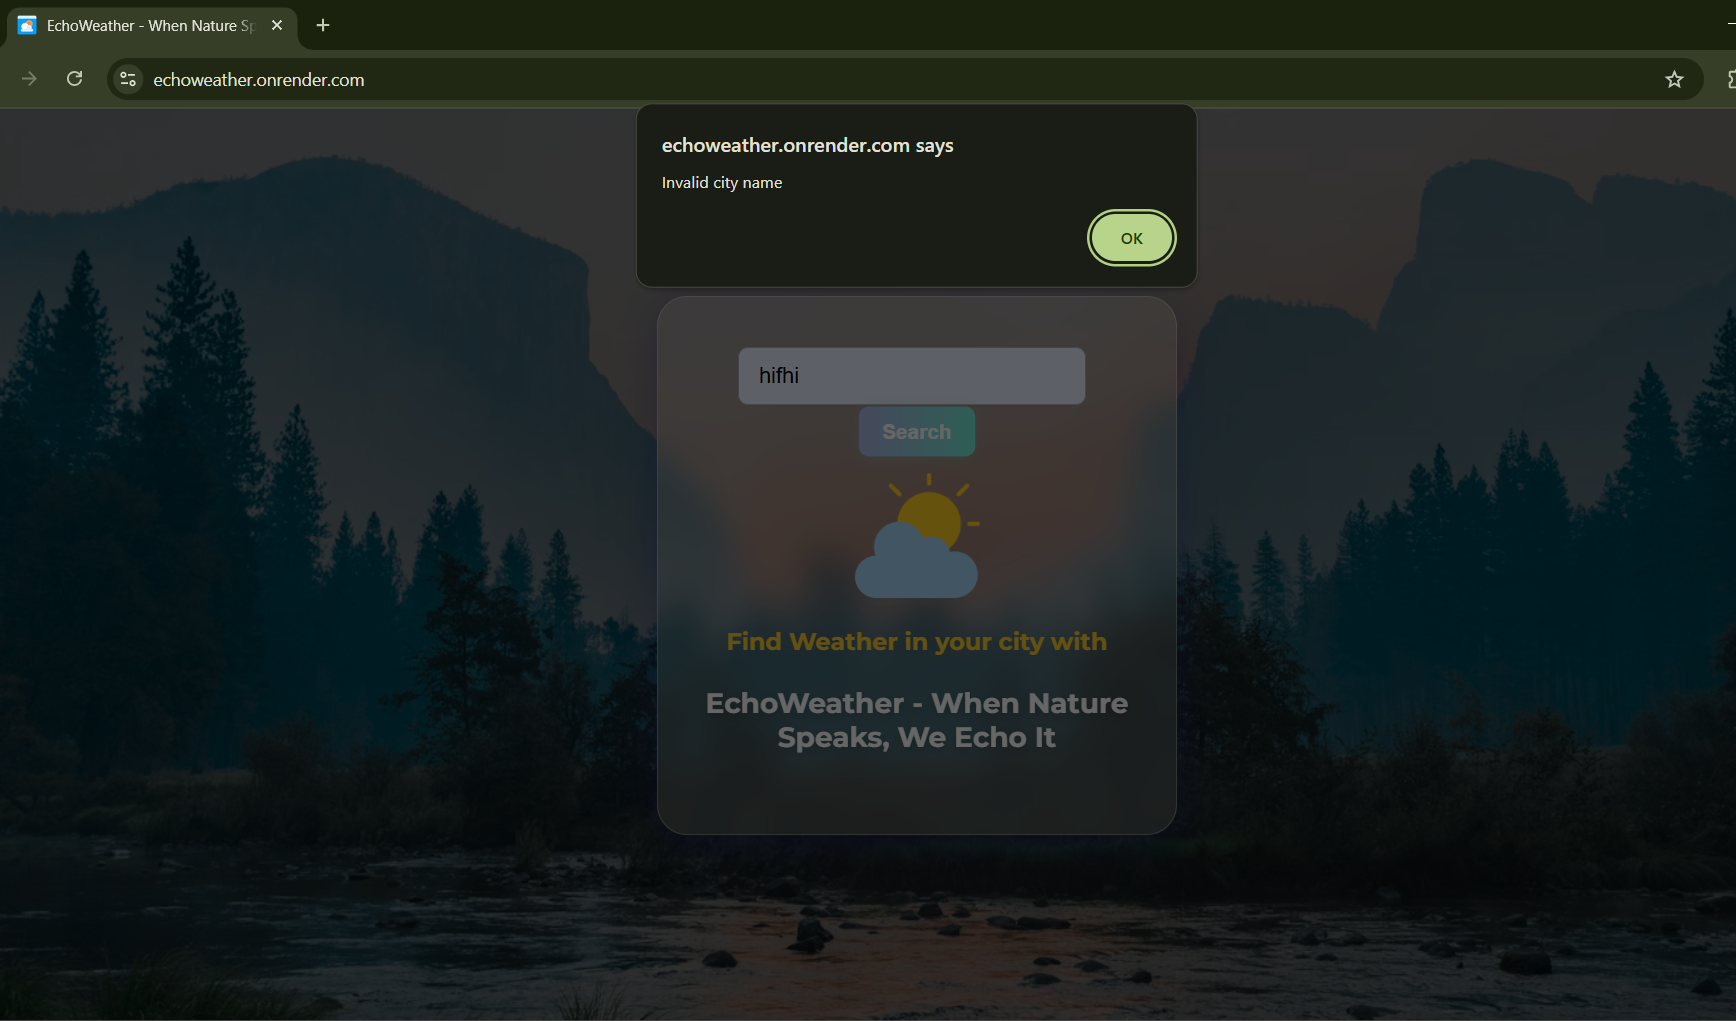 EchoWeather - When Nature Sp
echoweather.onrender.com
echoweather.onrender.com says
Invalid city name
OK
hifhi
Search
Find Weather in your city with
EchoWeather - When Nature
Speaks, We Echo It